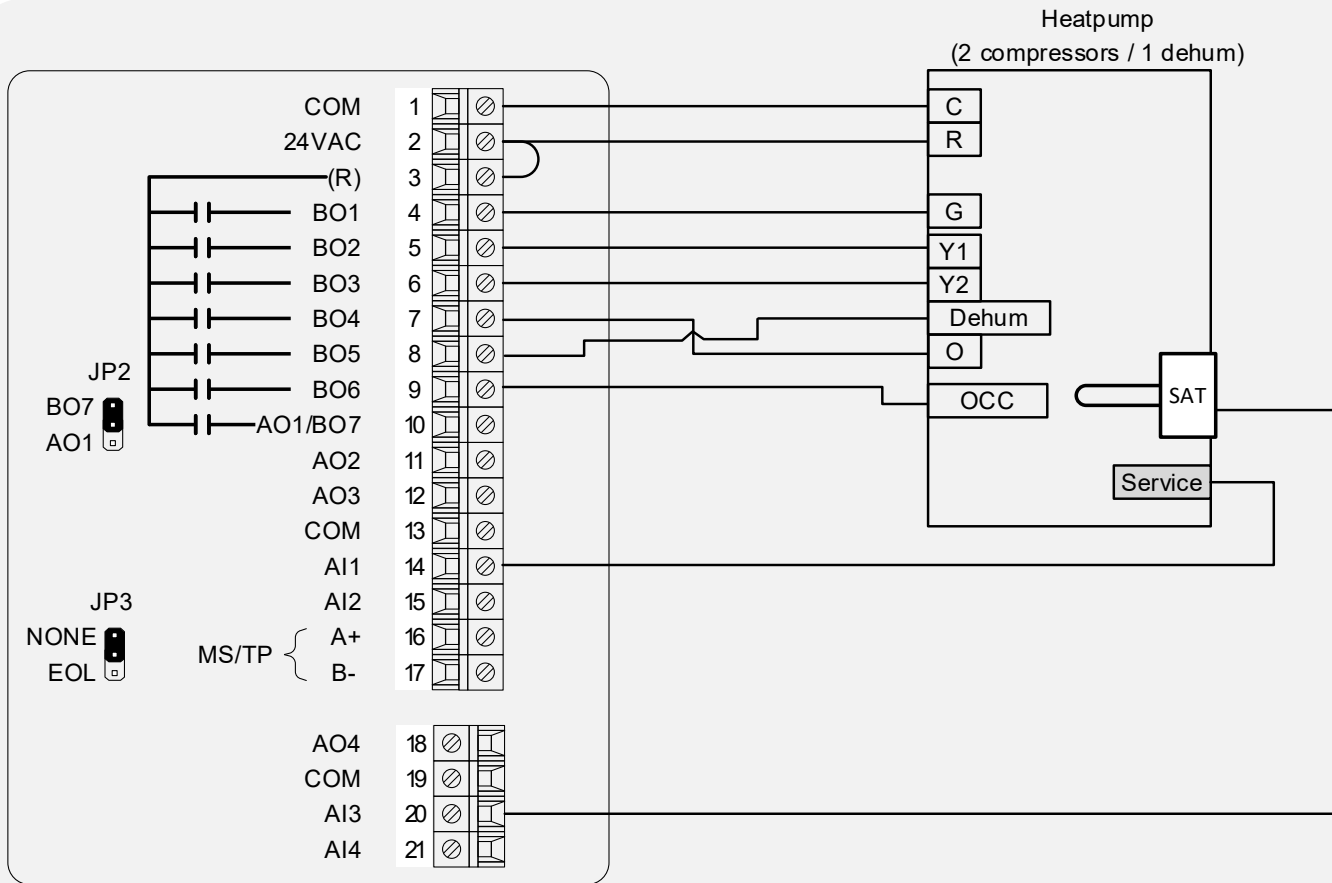 Heatpump
(2 compressors / 1 dehum)
COM 1 C
24VAC 2 R
(R) 3
BO1 4 G
BO2 5 Y1
BO3 6 Y2
BO4 7 Dehum
BO5 8 O
JP2
BO6 9 OCC SAT
BO7
AO1/BO7 10
AO1
AO2 11
AO3 12 Service
COM 13
AI1 14
JP3
AI2 15
NONE
MS/TP A+ 16
EOL B- 17
AO4 18
COM 19
AI3 20
AI4 21